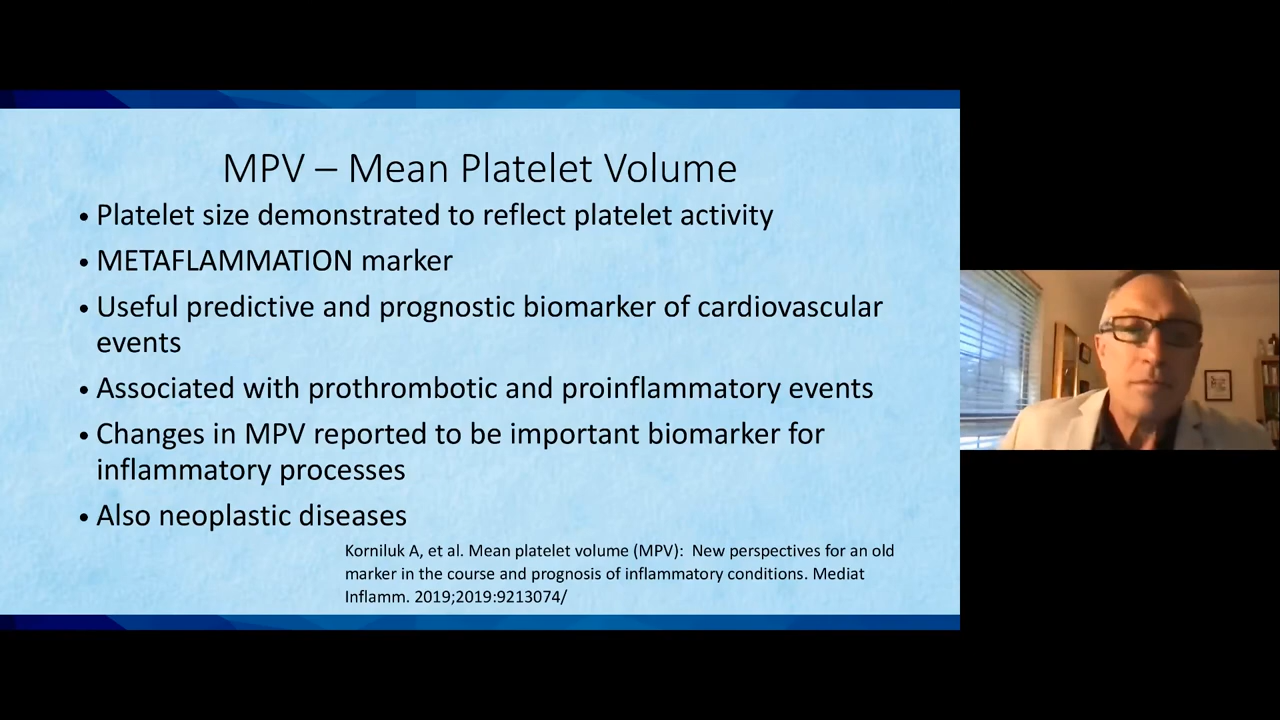 MPV – Mean Platelet Volume
• Platelet size demonstrated to reflect platelet activity
• METAFLAMMATION marker
• Useful predictive and prognostic biomarker of cardiovascular
events
• Associated with prothrombotic and proinflammatory events
• Changes in MPV reported to be important biomarker for
inflammatory processes
• Also neoplastic diseases
Korniluk A, et al. Mean platelet volume (MPV):  New perspectives for an old
marker in the course and prognosis of inflammatory conditions. Mediat
Inflamm. 2019;2019:9213074/